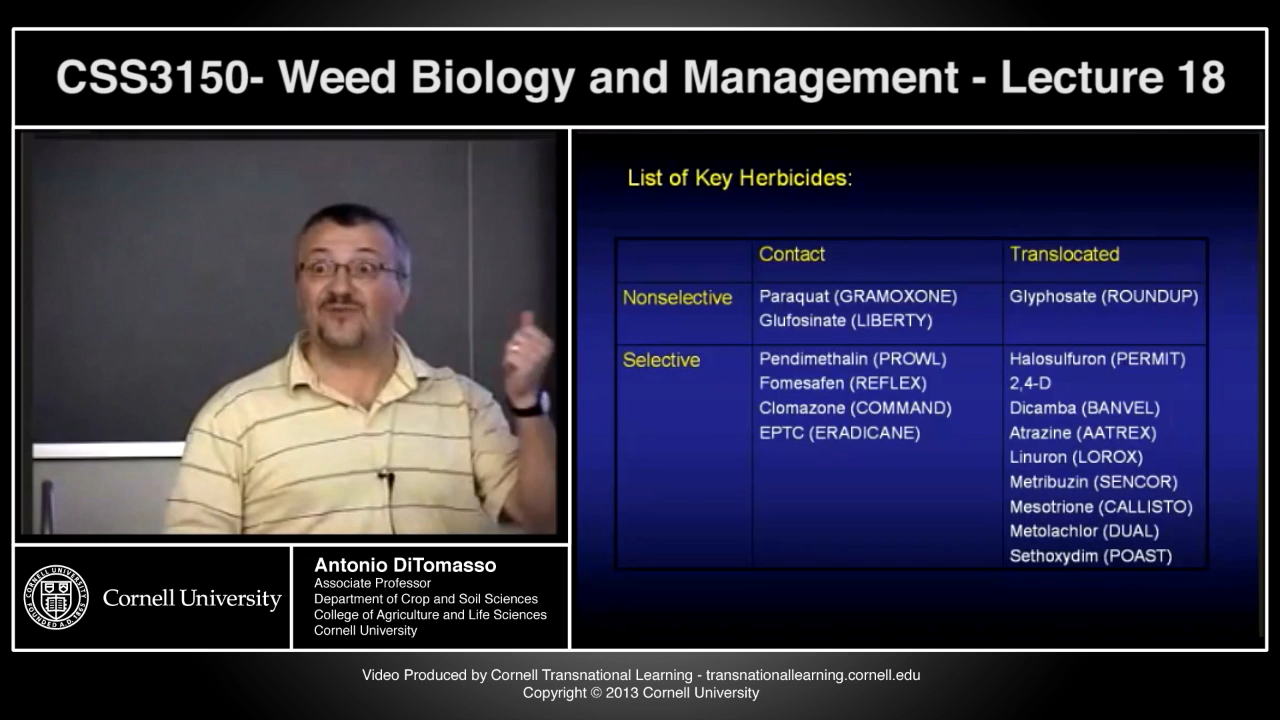 CSS3150- Weed Biology and Management - Lecture 18
List of Key Herbicides:
Contact Translocated
Nonselective Paraquat (GRAMOXONE) Glyphosate (ROUNDUP)
Glufosinate (LIBERTY)
Selective Pendimethalin (PROWL) Halosulfuron (PERMIT)
Fomesafen (REFLEX) 2,4-D
Clomazone (COMMAND) Dicamba (BANVEL)
EPTC (ERADICANE) Atrazine (AATREX)
Linuron (LOROX)
Metribuzin (SENCOR)
Mesotrione (CALLISTO)
Metolachlor (DUAL)
Sethoxydim (POAST)
Cornell University
Antonio DiTomasso
Associate Professor
Department of Crop and Soil Sciences
College of Agriculture and Life Sciences
Cornell University
Video Produced by Cornell Transnational Learning - transnationallearning.cornell.edu
Copyright © 2013 Cornell University